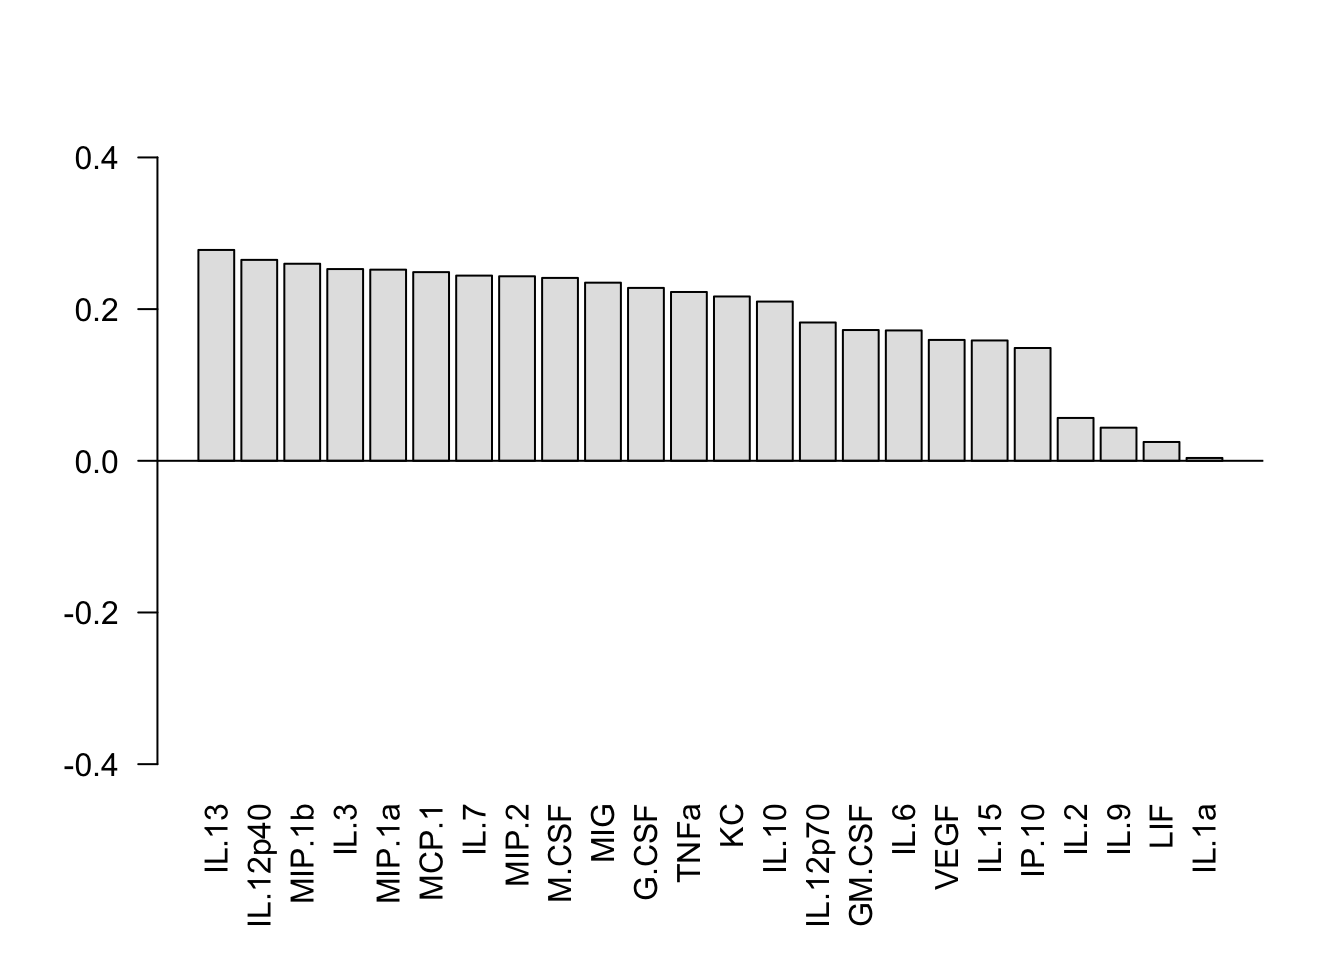 0.4
0.2
0.0
-0.2
-0.4
IL.13
IL.12p40
MIP.1b
IL.3
MIP.1a
MCP.1
IL.7
MIP.2
M.CSF
MIG
G.CSF
TNFa
KC
IL.10
IL.12p70
GM.CSF
IL.6
VEGF
IL.15
IP.10
IL.2
IL.9
LIF
IL.1a